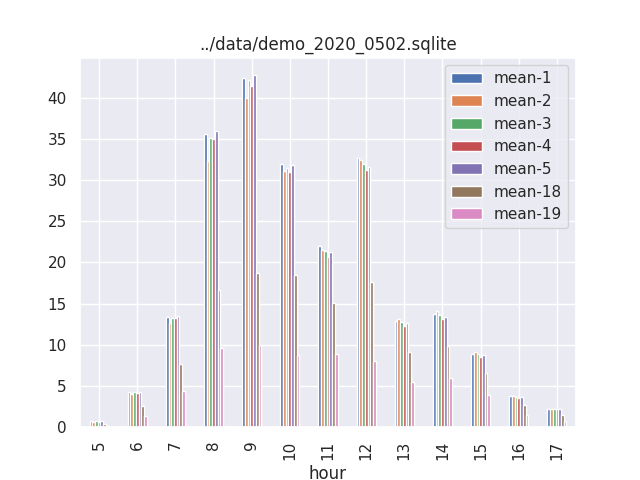 ../data/demo_2020_0502.sqlite
mean-1
mean-2
mean-3
mean-4
mean-5
mean-18
mean-19
40
35
30
25
20
15
10
5
0
5 6 7 8 9 10 11 12 13 14 15 16 17
hour